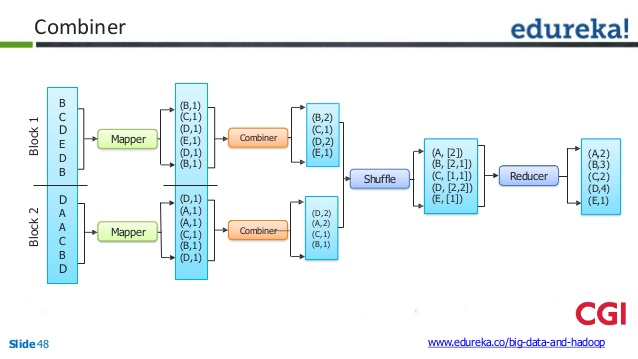 Combiner
edureka!
Block 1
B
C
D
E
D
B
Mapper
(B,1)
(C,1)
(D,1)
(E,1)
(D,1)
(B,1)
Combiner
(B,2)
(C,1)
(D,2)
(E,1)
Block 2
D
A
A
C
B
D
Mapper
(D,1)
(A,1)
(A,1)
(C,1)
(B,1)
(D,1)
Combiner
(D,2)
(A,2)
(C,1)
(B,1)
Shuffle
(A, [2])
(B, [2,1])
(C, [1,1])
(D, [2,2])
(E, [1])
Reducer
(A,2)
(B,3)
(C,2)
(D,4)
(E,1)
CGI
Slide 48
www.edureka.co/big-data-and-hadoop